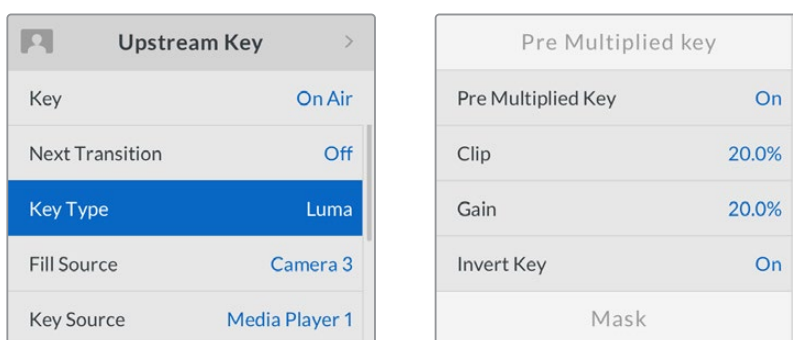 Upstream Key >
Key On Air
Next Transition Off
Key Type Luma
Fill Source Camera 3
Key Source Media Player 1
Pre Multiplied key
Pre Multiplied Key On
Clip 20.0%
Gain 20.0%
Invert Key On
Mask